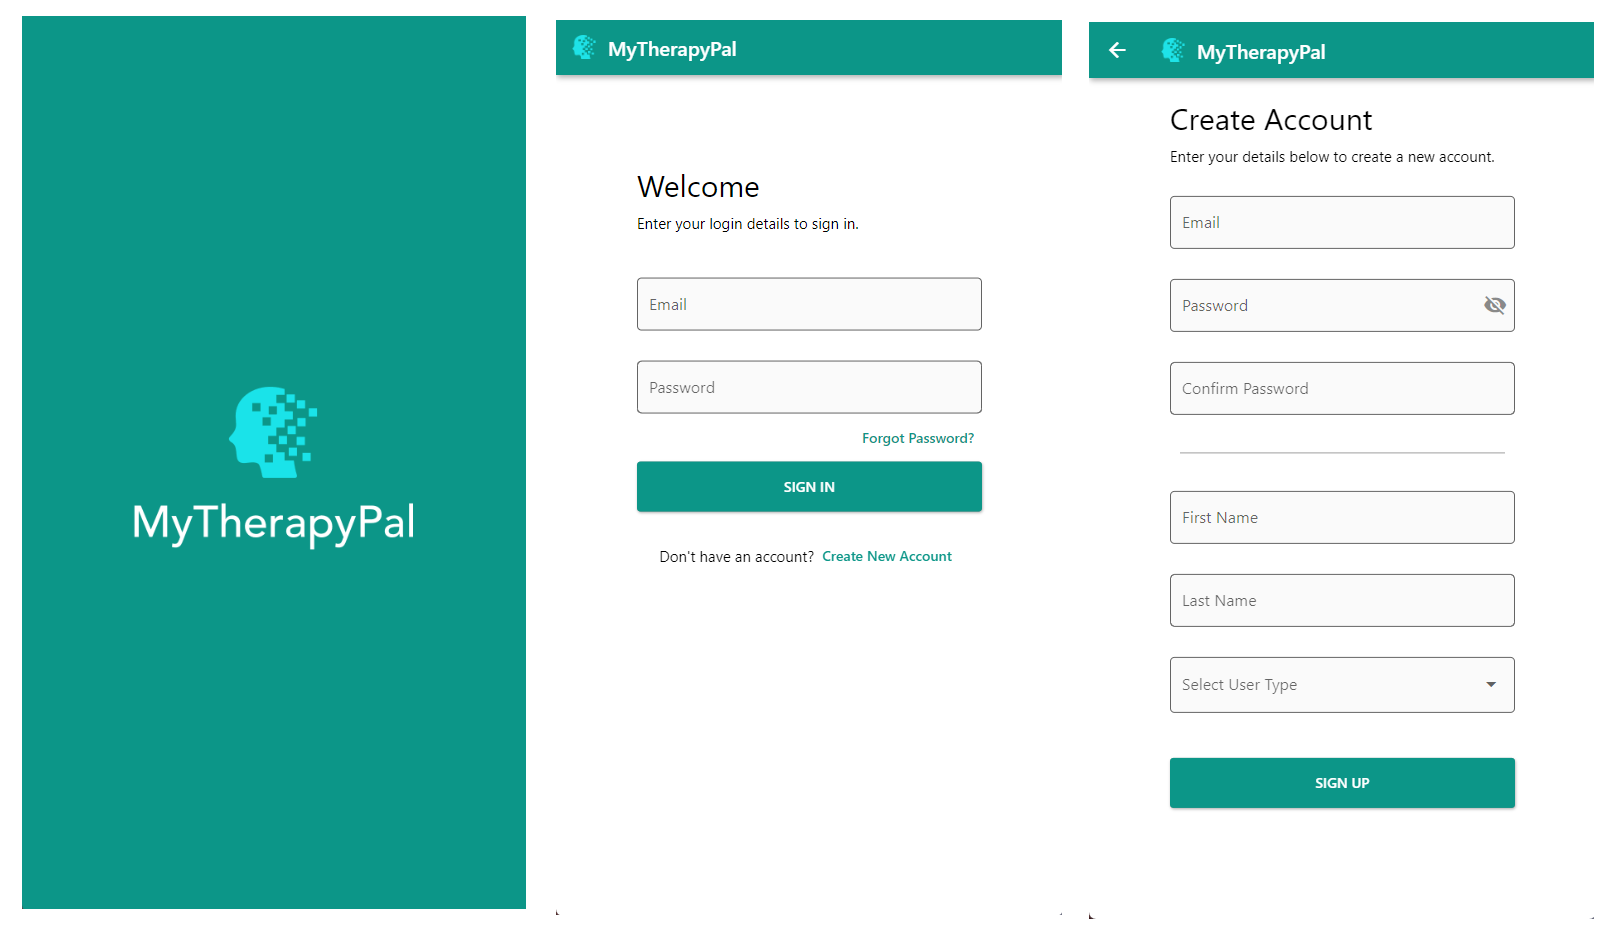 MyTherapyPal
MyTherapyPal
Welcome
Enter your login details to sign in.
Email
Password
Forgot Password?
SIGN IN
Don't have an account? Create New Account
MyTherapyPal
Create Account
Enter your details below to create a new account.
Email
Password
Confirm Password
First Name
Last Name
Select User Type
SIGN UP